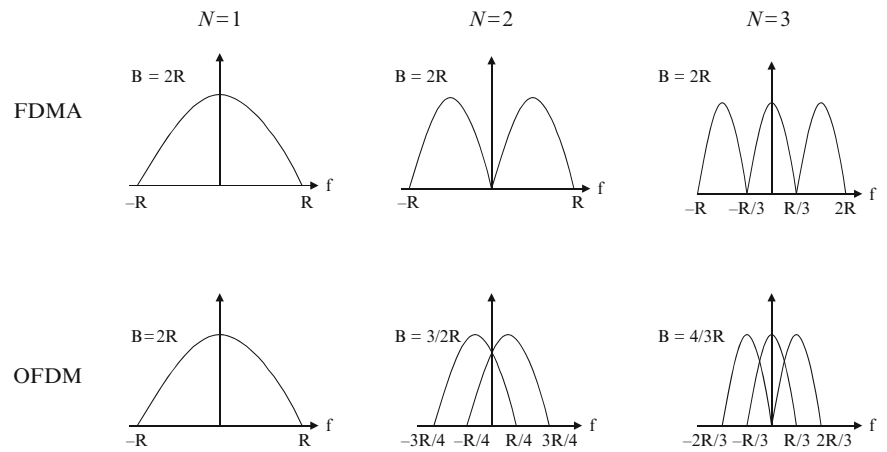 N=1
N=2
N=3
FDMA
B = 2R
f
–R
R
B = 2R
f
–R
R
B = 2R
f
–R
–R/3
R/3
2R
OFDM
B=2R
f
–R
R
B = 3/2R
f
–3R/4
–R/4
R/4
3R/4
B = 4/3R
f
–2R/3
–R/3
R/3
2R/3